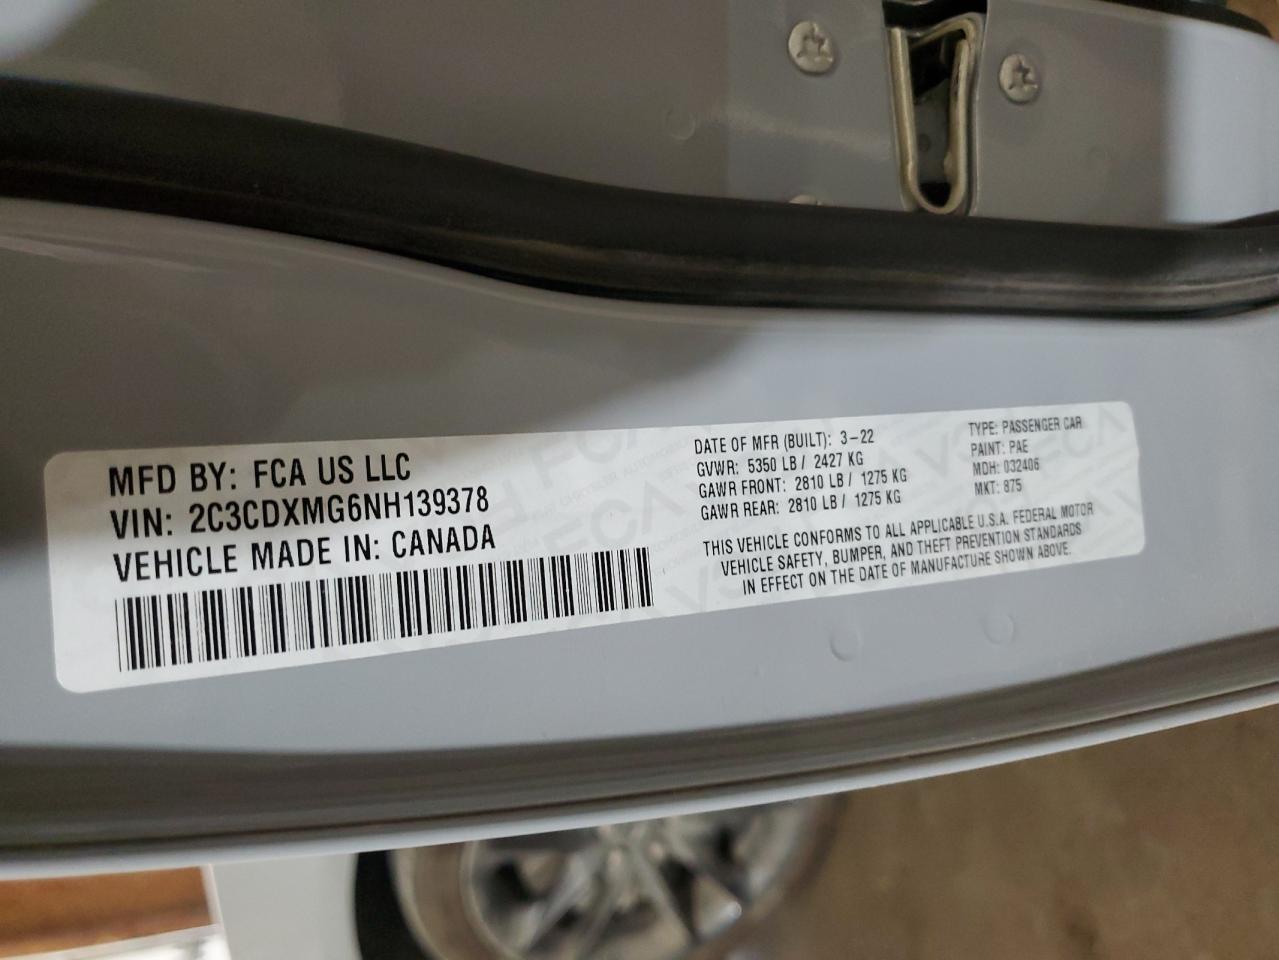 MFD BY: FCA US LLC
VIN: 2C3CDXMG6NH139378
VEHICLE MADE IN: CANADA
DATE OF MFR (BUILT): 3-22
GVWR: 5350 LB / 2427 KG
GAWR FRONT: 2810 LB / 1275 KG
GAWR REAR: 2810 LB / 1275 KG
TYPE: PASSENGER CAR
PAINT: PAE
MDH: 032406
MKT: 875
THIS VEHICLE CONFORMS TO ALL APPLICABLE U.S.A. FEDERAL MOTOR
VEHICLE SAFETY, BUMPER, AND THEFT PREVENTION STANDARDS
IN EFFECT ON THE DATE OF MANUFACTURE SHOWN ABOVE.